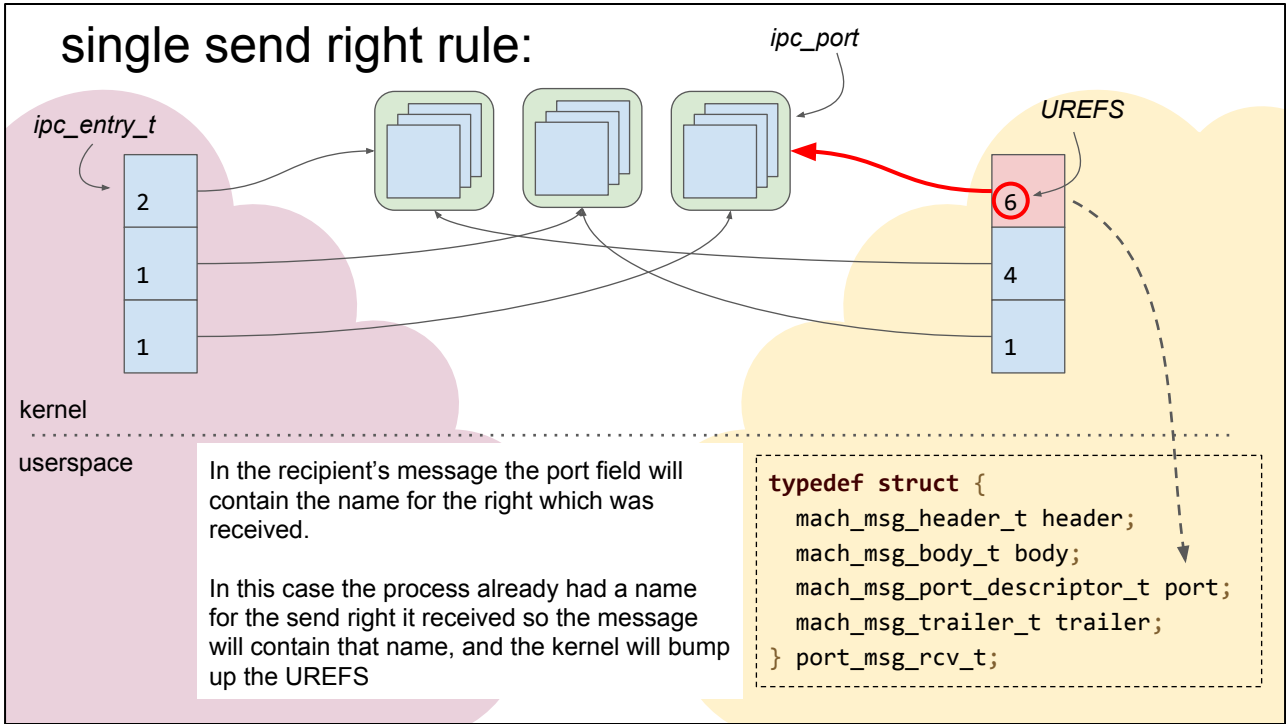 single send right rule:
ipc_port
ipc_entry_t
UREFS
2
1
1
6
4
1
kernel
userspace
In the recipient's message the port field will
contain the name for the right which was
received.
In this case the process already had a name
for the send right it received so the message
will contain that name, and the kernel will bump
up the UREFS
typedef struct {
mach_msg_header_t header;
mach_msg_body_t body;
mach_msg_port_descriptor_t port;
mach_msg_trailer_t trailer;
} port_msg_rcv_t;